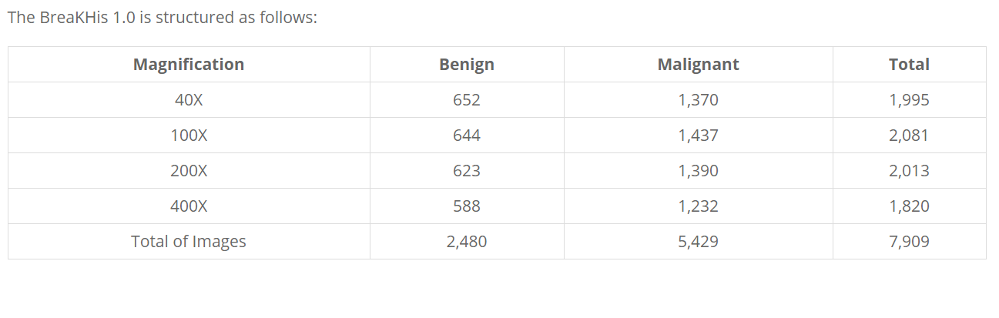 The BreaKHis 1.0 is structured as follows:
Magnification Benign Malignant Total
40X 652 1,370 1,995
100X 644 1,437 2,081
200X 623 1,390 2,013
400X 588 1,232 1,820
Total of Images 2,480 5,429 7,909